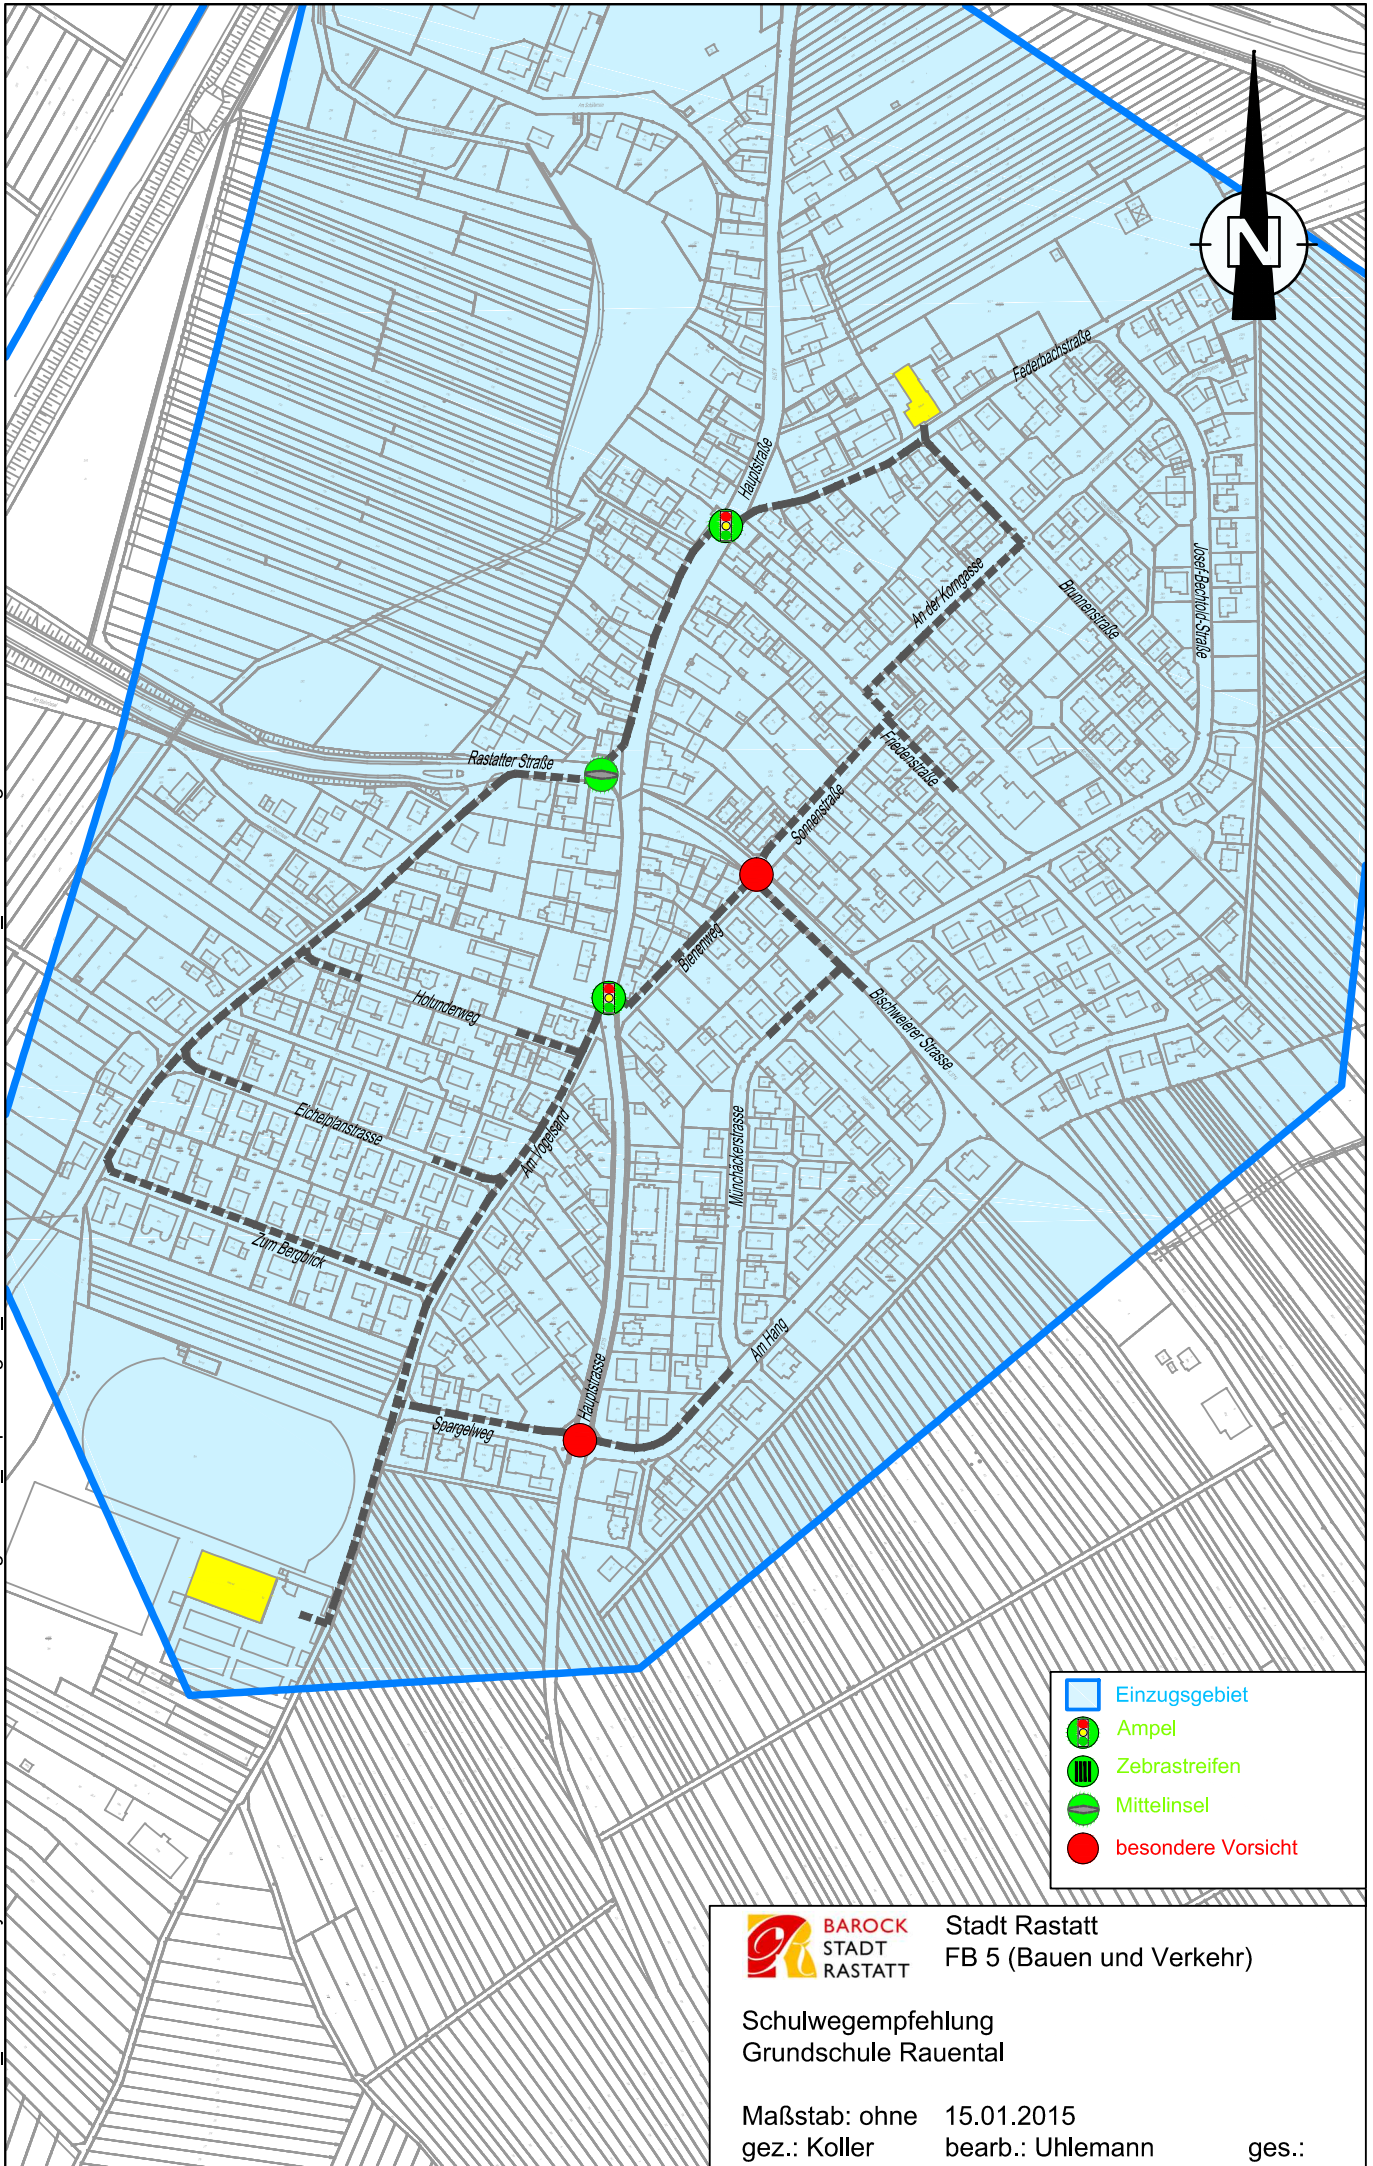 N
Federbachstraße
Hauptstraße
An der Korngasse
Brunnenstraße
Josef-Bechtold-Straße
Rastatter Straße
Friedenstraße
Sonnenstraße
Bienenweg
Holunderweg
Bischweierer Strasse
Eichelplanstrasse
Am Vogelsand
Münchäckerstrasse
Zum Bergblick
Am Hang
Hauptstrasse
Spargelweg
Einzugsgebiet
Ampel
Zebrastreifen
Mittelinsel
besondere Vorsicht
BAROCK
STADT
RASTATT
Stadt Rastatt
FB 5 (Bauen und Verkehr)
Schulwegempfehlung
Grundschule Rauental
Maßstab: ohne 15.01.2015
gez.: Koller bearb.: Uhlemann ges.: